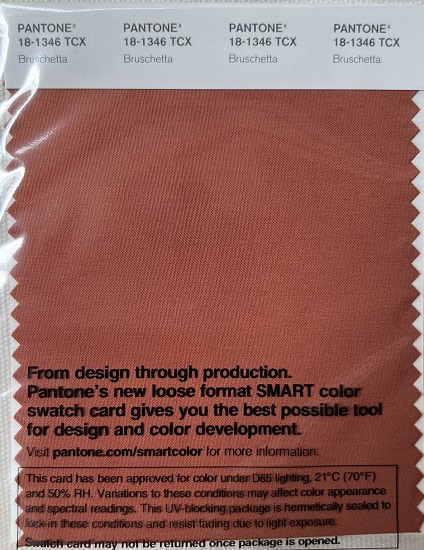 PANTONE® PANTONE® PANTONE® PANTONE®
18-1346 TCX 18-1346 TCX 18-1346 TCX 18-1346 TCX
Bruschetta Bruschetta Bruschetta Bruschetta
From design through production.
Pantone's new loose format SMART color
swatch card gives you the best possible tool
for design and color development.
Visit pantone.com/smartcolor for more information.
This card has been approved for color under D65 lighting, 21°C (70°F)
and 50% RH. Variations to these conditions may affect color appearance
and spectral readings. This UV-blocking package is hermetically sealed to
lock-in these conditions and resist fading due to light exposure.
Swatch card may not be returned once package is opened.